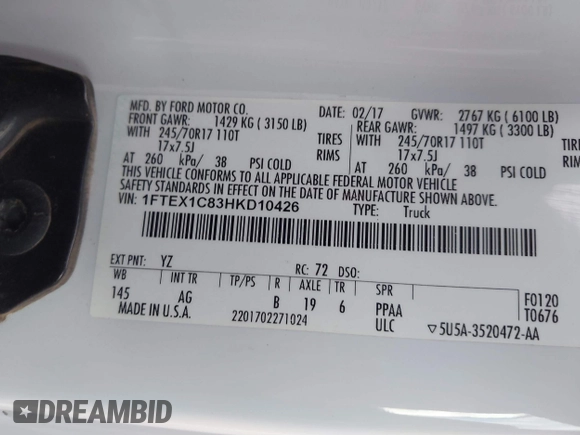 MFD. BY FORD MOTOR CO.
DATE: 02/17 GVWR: 2767 KG ( 6100 LB)
FRONT GAWR: 1429 KG ( 3150 LB) REAR GAWR: 1497 KG ( 3300 LB)
WITH 245/70R17 110T TIRES WITH 245/70R17 110T
17x7.5J RIMS 17x7.5J
AT 260 kPa/ 38 PSI COLD AT 260 kPa/ 38 PSI COLD
THIS VEHICLE CONFORMS TO ALL APPLICABLE FEDERAL MOTOR VEHICLE
SAFETY AND THEFT PREVENTION STANDARDS IN EFFECT ON THE DATE OF MANUFACTURE SHOWN ABOVE.
VIN: 1FTEX1C83HKD10426 TYPE: Truck
EXT PNT: YZ RC: 72 DSO:
WB INT TR TP/PS R AXLE TR SPR F0120
145 AG B 19 6 PPAA T0676
MADE IN U.S.A. 2201702271024 ULC ▽5U5A-3520472-AA
DREAMBID